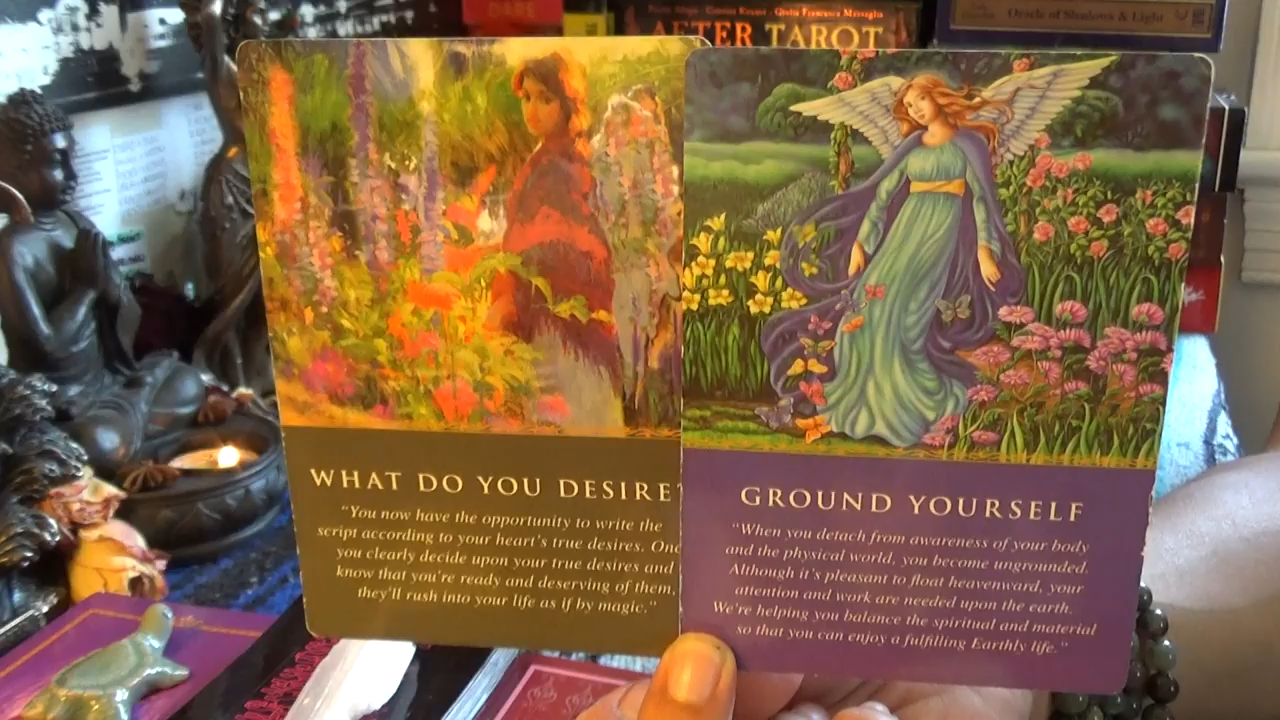 DARE
AFTER TAROT
Oracle of Shadows & Light
WHAT DO YOU DESIRE?
"You now have the opportunity to write the
script according to your heart's true desires. Onc
you clearly decide upon your true desires and
know that you're ready and deserving of them,
they'll rush into your life as if by magic."
GROUND YOURSELF
"When you detach from awareness of your body
and the physical world, you become ungrounded.
Although it's pleasant to float heavenward, your
attention and work are needed upon the earth.
We're helping you balance the spiritual and material
so that you can enjoy a fulfilling Earthly life."